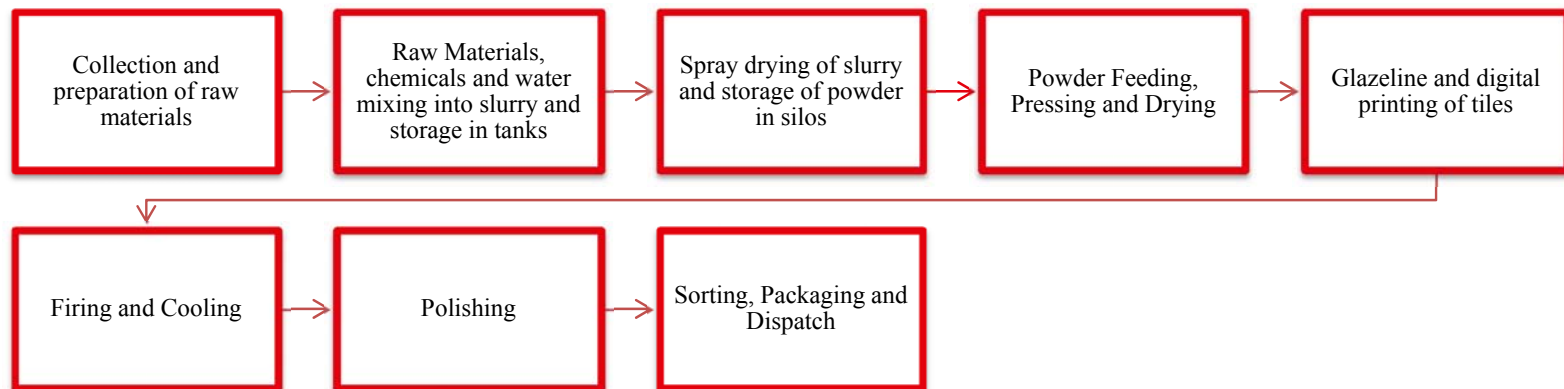 Collection and
preparation of raw
materials
Raw Materials,
chemicals and water
mixing into slurry and
storage in tanks
Spray drying of slurry
and storage of powder
in silos
Powder Feeding,
Pressing and Drying
Glazeline and digital
printing of tiles
Firing and Cooling
Polishing
Sorting, Packaging and
Dispatch